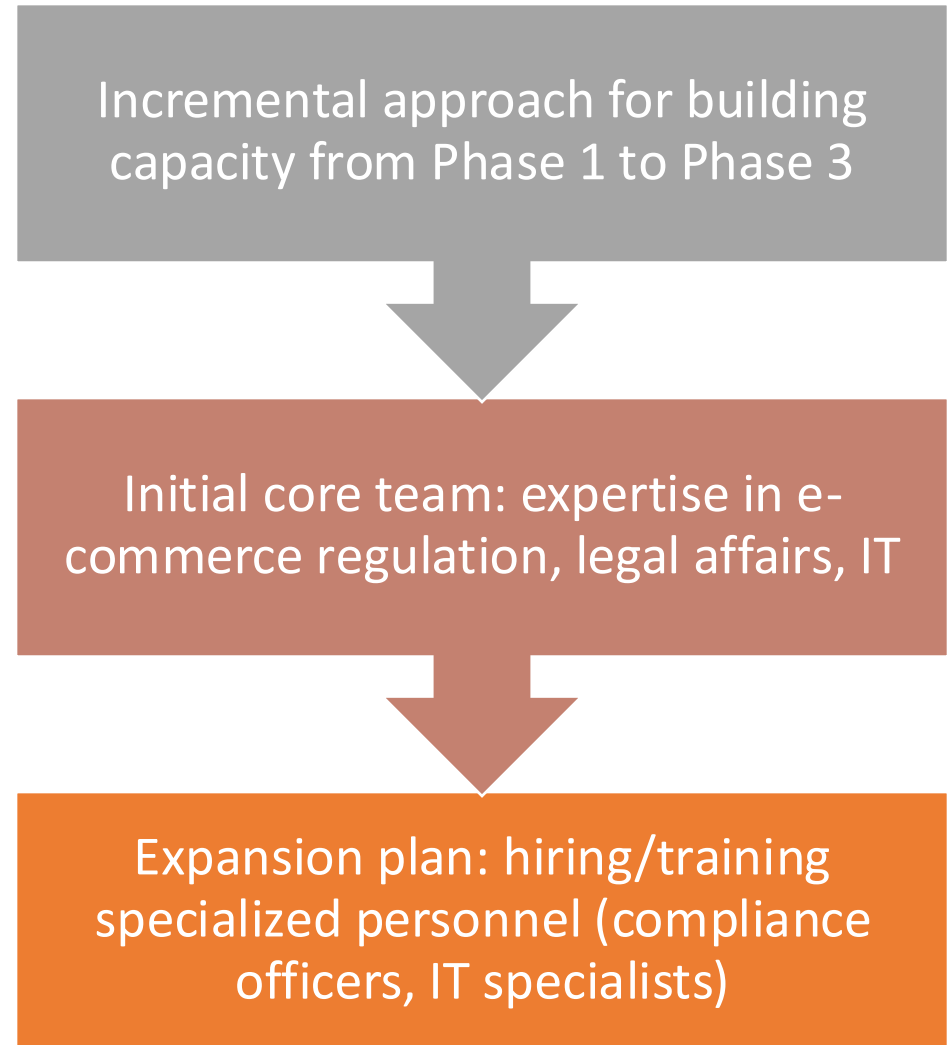 Incremental approach for building
capacity from Phase 1 to Phase 3
Initial core team: expertise in e-
commerce regulation, legal affairs, IT
Expansion plan: hiring/training
specialized personnel (compliance
officers, IT specialists)